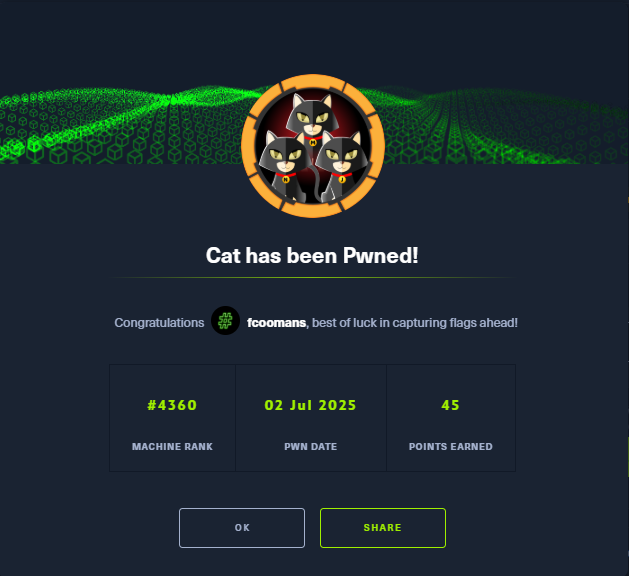 Cat has been Pwned!
Congratulations fcoomans, best of luck in capturing flags ahead!
#4360 02 Jul 2025 45
MACHINE RANK PWN DATE POINTS EARNED
OK SHARE